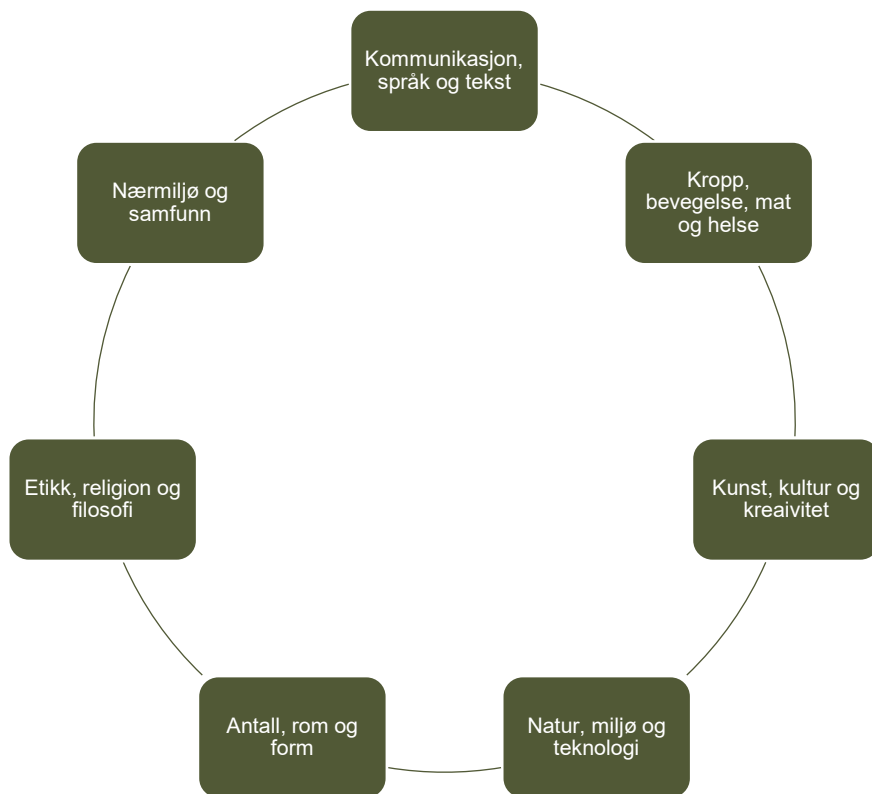 Kommunikasjon,
språk og tekst
Kropp,
bevegelse, mat
og helse
Kunst, kultur og
kreaivitet
Natur, miljø og
teknologi
Antall, rom og
form
Etikk, religion og
filosofi
Nærmiljø og
samfunn